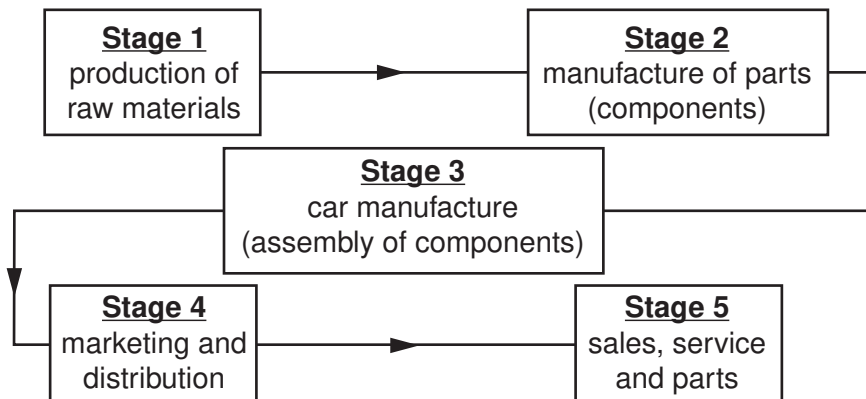 Stage 1
production of
raw materials
Stage 2
manufacture of parts
(components)
Stage 3
car manufacture
(assembly of components)
Stage 4
marketing and
distribution
Stage 5
sales, service
and parts